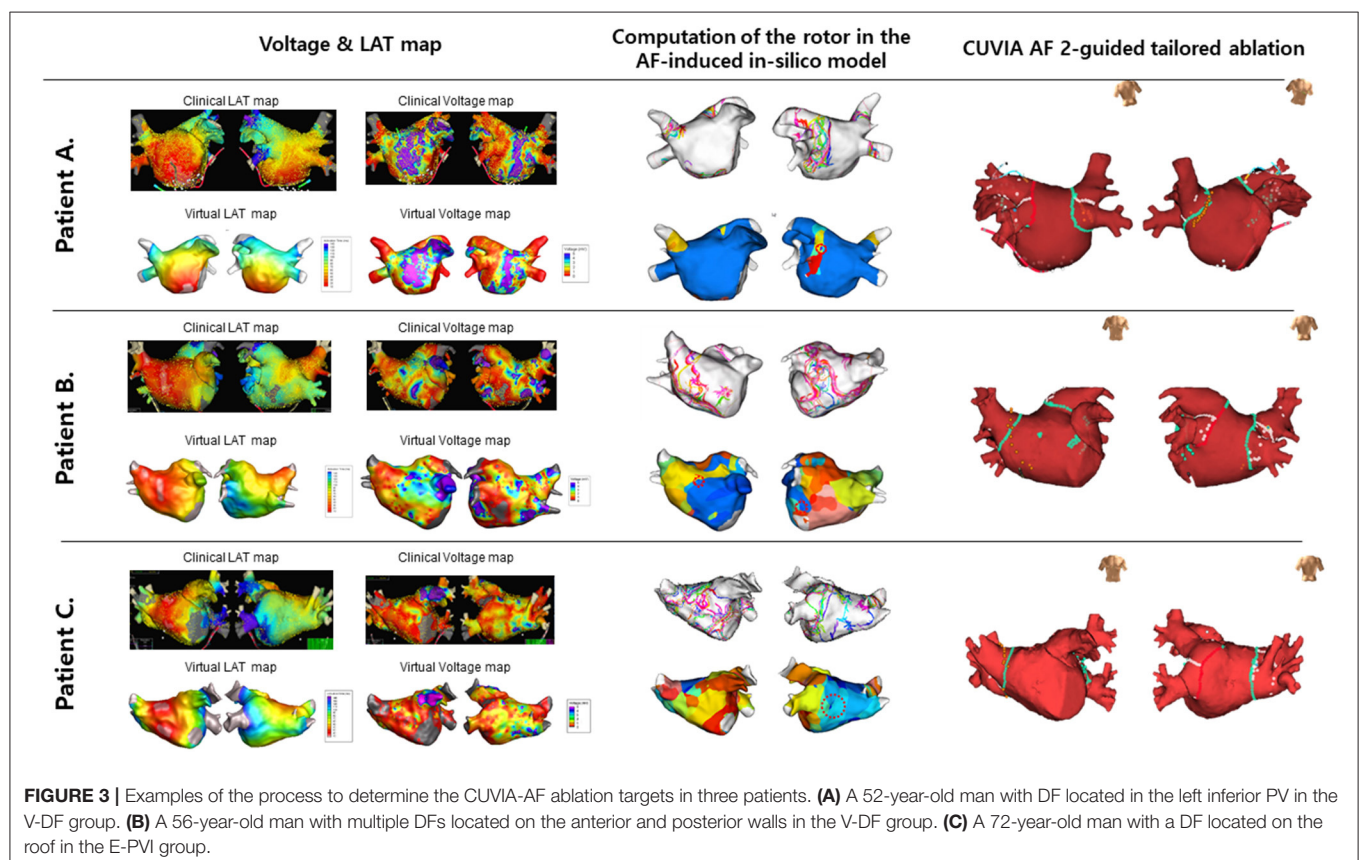 Voltage & LAT map
Computation of the rotor in the
AF-induced in-silico model
CUVIA AF 2-guided tailored ablation
Patient A.
Clinical LAT map
Clinical Voltage map
Virtual LAT map
Virtual Voltage map
Patient B.
Clinical LAT map
Clinical Voltage map
Virtual LAT map
Virtual Voltage map
Patient C.
Clinical LAT map
Clinical Voltage map
Virtual LAT map
Virtual Voltage map
FIGURE 3 | Examples of the process to determine the CUVIA-AF ablation targets in three patients. (A) A 52-year-old man with DF located in the left inferior PV in the
V-DF group. (B) A 56-year-old man with multiple DFs located on the anterior and posterior walls in the V-DF group. (C) A 72-year-old man with a DF located on the
roof in the E-PVI group.